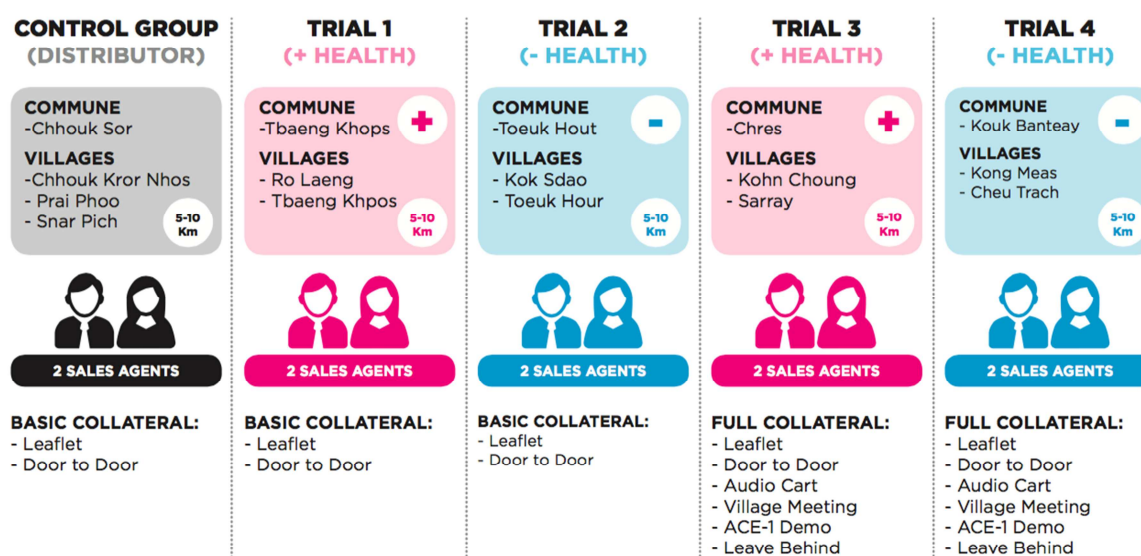 CONTROL GROUP
(DISTRIBUTOR)
COMMUNE
-Chhouk Sor
VILLAGES
-Chhouk Kror Nhos
- Prai Phoo
- Snar Pich
5-10
Km
2 SALES AGENTS
BASIC COLLATERAL:
- Leaflet
- Door to Door
TRIAL 1
(+ HEALTH)
COMMUNE
-Tbaeng Khops
+
VILLAGES
- Ro Laeng
- Tbaeng Khpos
5-10
Km
2 SALES AGENTS
BASIC COLLATERAL:
- Leaflet
- Door to Door
TRIAL 2
(- HEALTH)
COMMUNE
-Toeuk Hout
-
VILLAGES
- Kok Sdao
- Toeuk Hour
5-10
Km
2 SALES AGENTS
BASIC COLLATERAL:
- Leaflet
- Door to Door
TRIAL 3
(+ HEALTH)
COMMUNE
-Chres
+
VILLAGES
- Kohn Choung
- Sarray
5-10
Km
2 SALES AGENTS
FULL COLLATERAL:
- Leaflet
- Door to Door
- Audio Cart
- Village Meeting
- ACE-1 Demo
- Leave Behind
TRIAL 4
(- HEALTH)
COMMUNE
- Kouk Banteay
-
VILLAGES
- Kong Meas
- Cheu Trach
5-10
Km
2 SALES AGENTS
FULL COLLATERAL:
- Leaflet
- Door to Door
- Audio Cart
- Village Meeting
- ACE-1 Demo
- Leave Behind